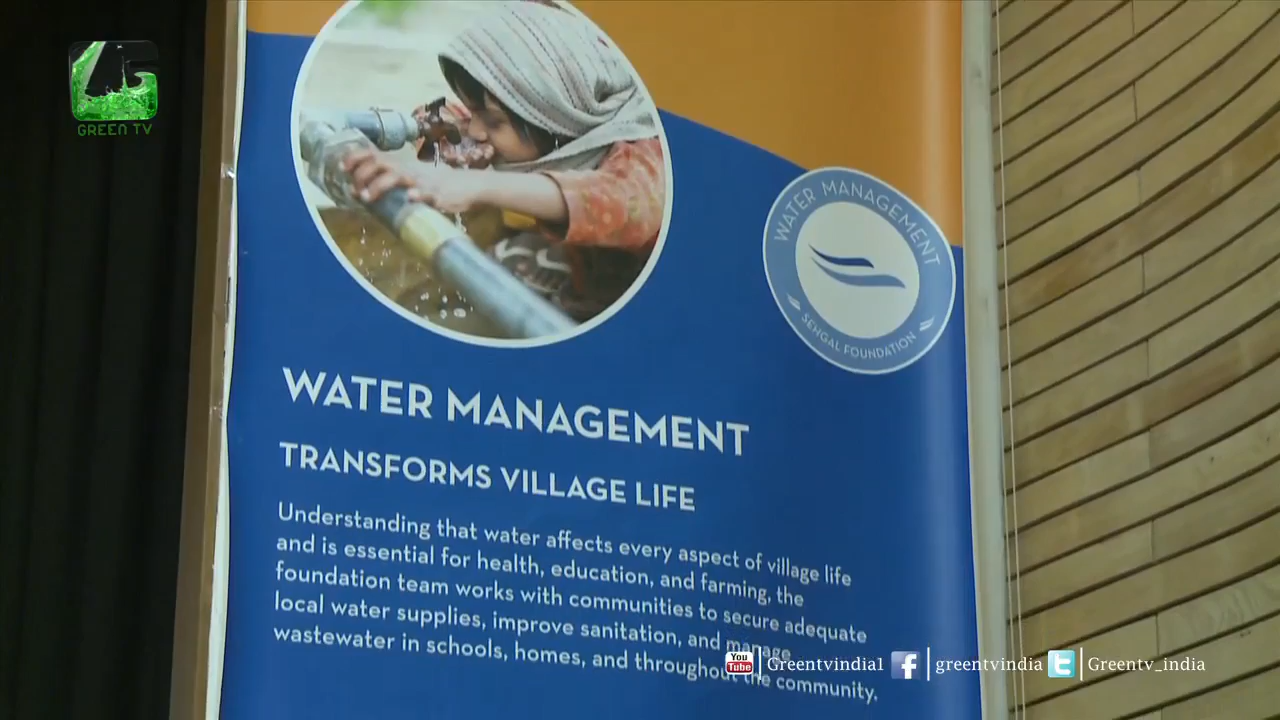 GREEN TV
WATER MANAGEMENT
SEHGAL FOUNDATION
WATER MANAGEMENT
TRANSFORMS VILLAGE LIFE
Understanding that water affects every aspect of village life
and is essential for health, education, and farming, the
foundation team works with communities to secure adequate
local water supplies, improve sanitation, and manage
wastewater in schools, homes, and throughout the community.
You Tube Greentvindia1 f greentvindia t Greentv_india